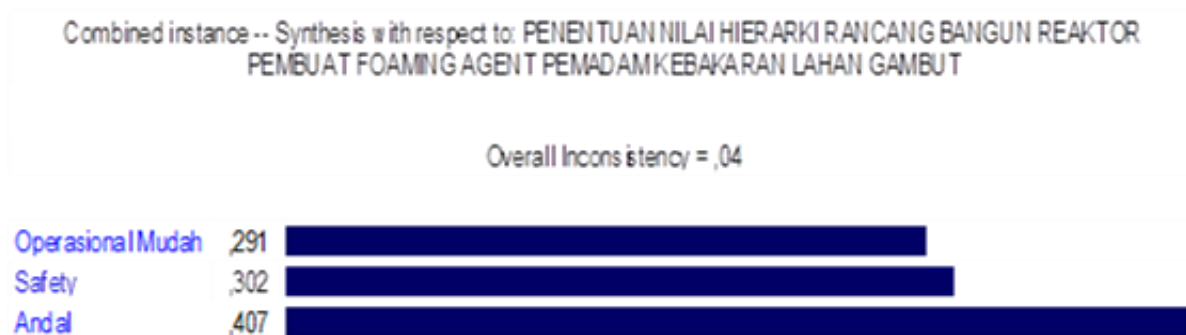 Combined instance -- Synthesis with respect to: PENENTUAN NILAI HIERARKI RANCANG BANGUN REAKTOR
PEMBUAT FOAMING AGENT PEMADAM KEBAKARAN LAHAN GAMBUT
Overall Inconsistency = ,04
Operasional Mudah ,291
Safety ,302
Andal ,407